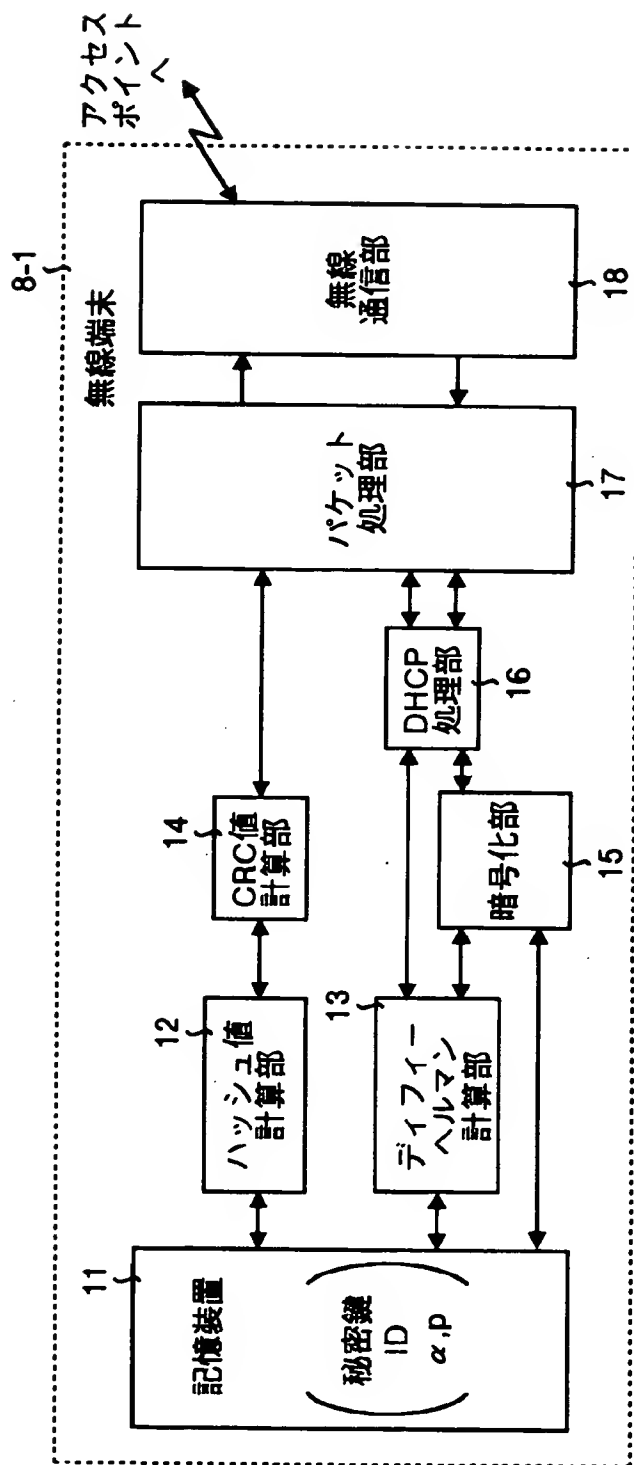 8-1
無線端末
アクセス
ポイント
へ
11
記憶装置
秘密鍵
ID
α,p
12
ハッシュ値
計算部
13
ディフィー
ヘルマン
計算部
14
CRC値
計算部
暗号化部
15
DHCP
処理部
16
パケット
処理部
17
無線
通信部
18